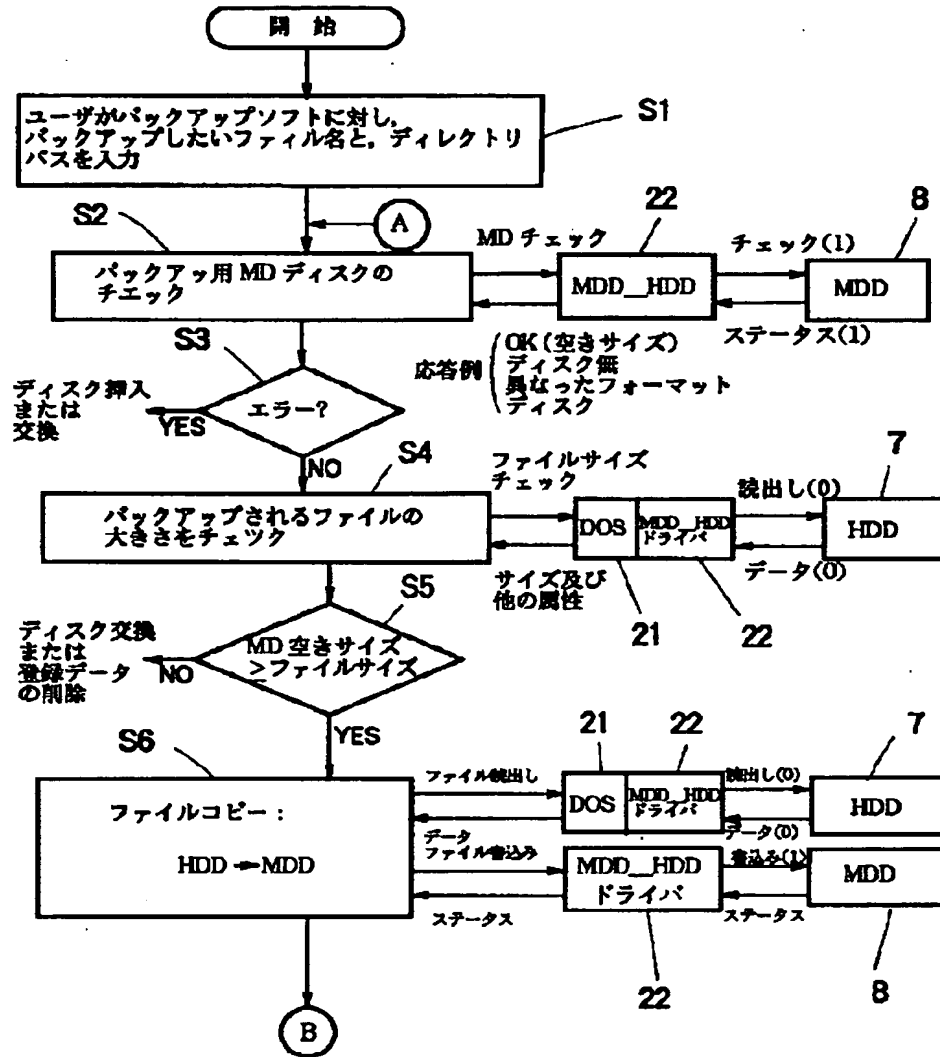 開 始
ユーザがバックアップソフトに対し,
バックアップしたいファィル名と,ディレクトリ
パスを入力
S1
A
S2
バックアッ用 MD ディスクの
チエック
MD チェック
22
MDD__HDD
チェック(1)
ステータス(1)
8
MDD
応答例
OK(空きサイズ)
ディスク無
異なったフォーマット
ディスク
S3
エラー?
YES
ディスク挿入
または
交換
NO
S4
バックアップされるファイルの
大きさをチェツク
ファイルサイズ
チェック
サイズ及び
他の属性
DOS
MDD__HDD
ドライバ
21
22
読出し(0)
データ(0)
7
HDD
S5
MD 空きサイズ
≥ファイルサイズ
NO
ディスク交換
または
登録データ
の削除
YES
S6
ファイルコピー:
HDD→MDD
ファイル読出し
データ
21
22
DOS
MDD__HDD
ドライバ
読出し(0)
データ(0)
7
HDD
ファイル書込み
ステータス
MDD__HDD
ドライバ
22
書込み(1)
ステータス
MDD
8
B